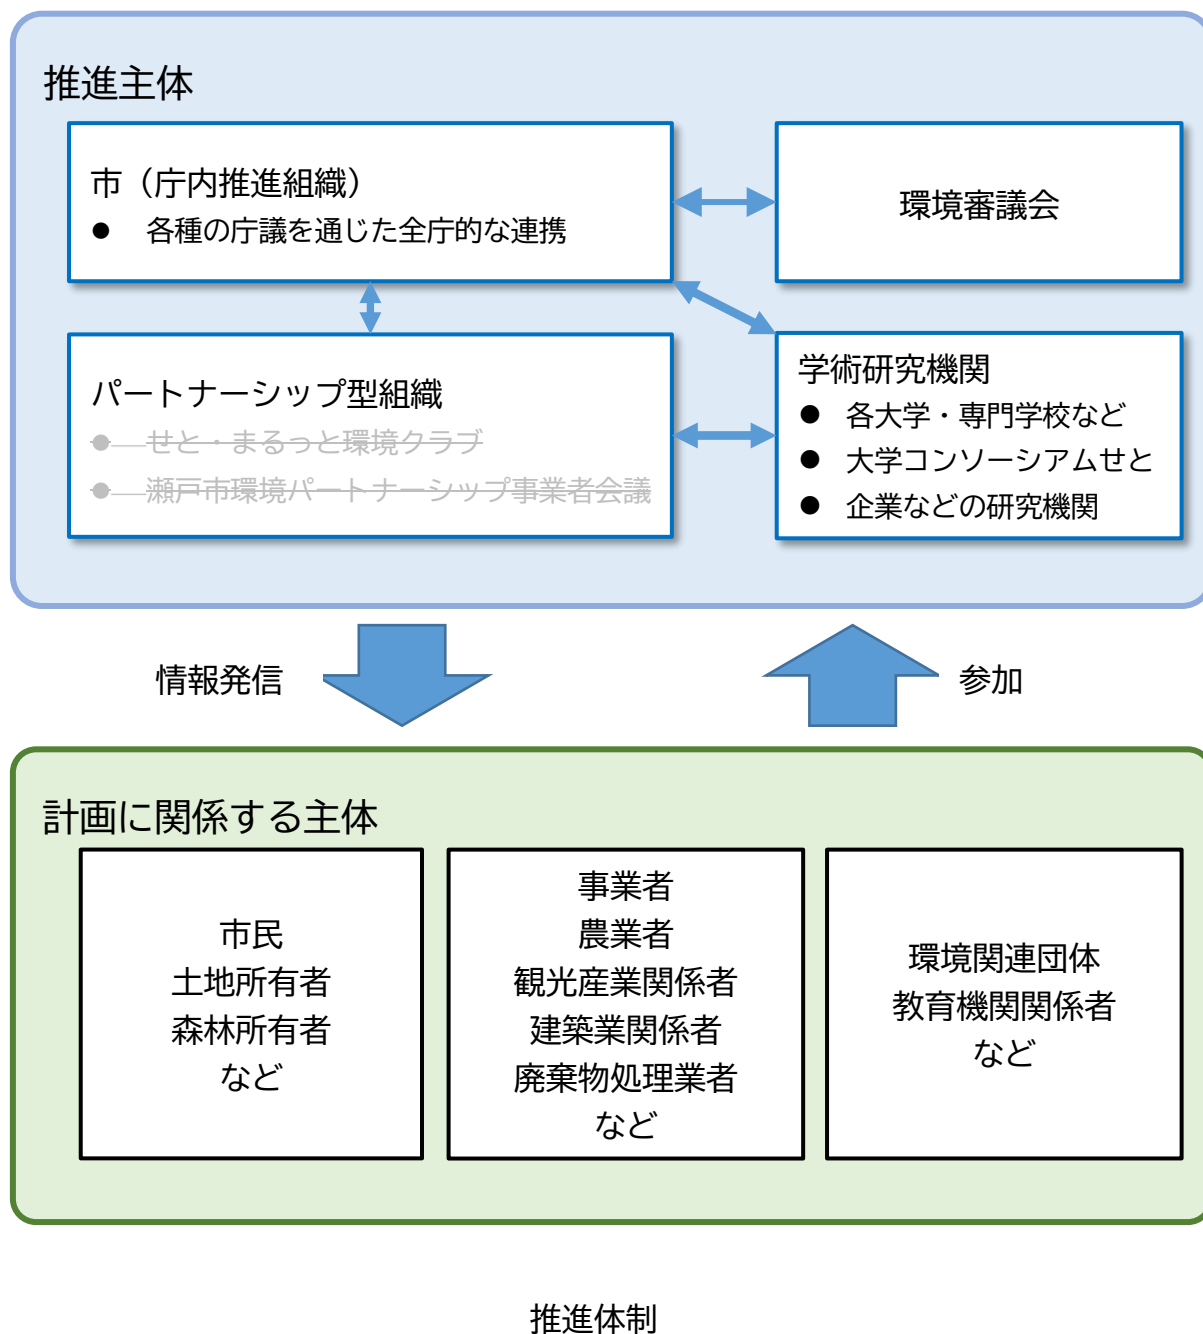 推進主体
市（庁内推進組織）
● 各種の庁議を通じた全庁的な連携
環境審議会
パートナーシップ型組織
● せと・まるっと環境クラブ
● 瀬戸市環境パートナーシップ事業者会議
学術研究機関
● 各大学・専門学校など
● 大学コンソーシアムせと
● 企業などの研究機関
情報発信
参加
計画に関係する主体
市民
土地所有者
森林所有者
など
事業者
農業者
観光産業関係者
建築業関係者
廃棄物処理業者
など
環境関連団体
教育機関関係者
など
推進体制